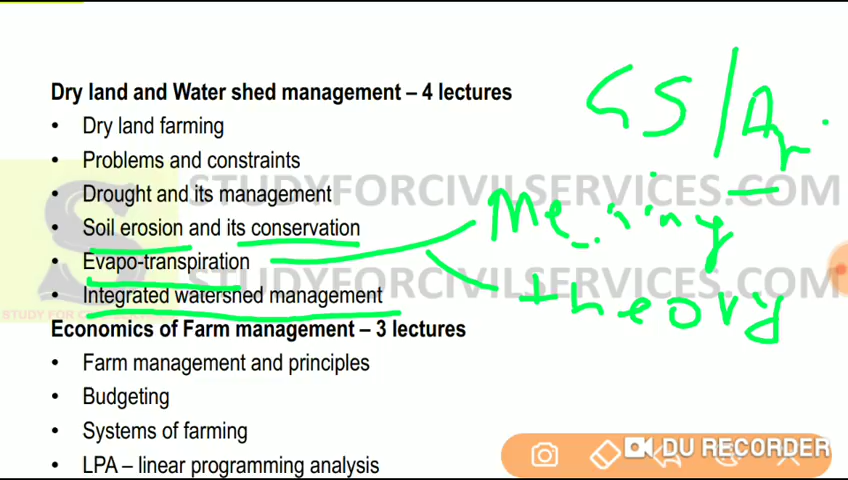 Dry land and Water shed management – 4 lectures
GS/Ar.
• Dry land farming
• Problems and constraints
• Drought and its management
STUDYFORCIVILSERVICES.COM
• Soil erosion and its conservation
• Evapo-transpiration
theory
• Integrated watershed management
STUDYFORCIVILSERVICES.COM
Economics of Farm management – 3 lectures
• Farm management and principles
• Budgeting
• Systems of farming
• LPA – linear programming analysis
DU RECORDER